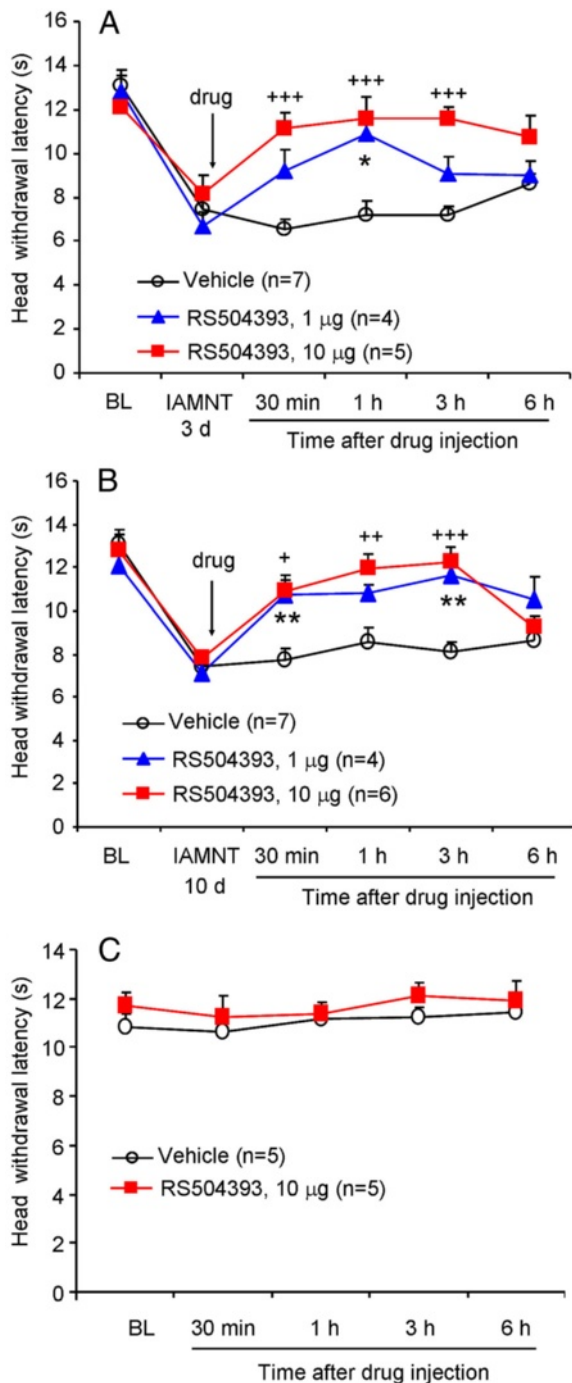 A
Head withdrawal latency (s)
16
14
12
10
8
6
4
2
0
drug
+++
+++
+++
*
Vehicle (n=7)
RS504393, 1 μg (n=4)
RS504393, 10 μg (n=5)
BL
IAMNT
3 d
30 min
1 h
3 h
6 h
Time after drug injection
B
Head withdrawal latency (s)
16
14
12
10
8
6
4
2
0
drug
+
++
+++
**
**
Vehicle (n=7)
RS504393, 1 μg (n=4)
RS504393, 10 μg (n=6)
BL
IAMNT
10 d
30 min
1 h
3 h
6 h
Time after drug injection
C
Head withdrawal latency (s)
14
12
10
8
6
4
2
0
Vehicle (n=5)
RS504393, 10 μg (n=5)
BL
30 min
1 h
3 h
6 h
Time after drug injection